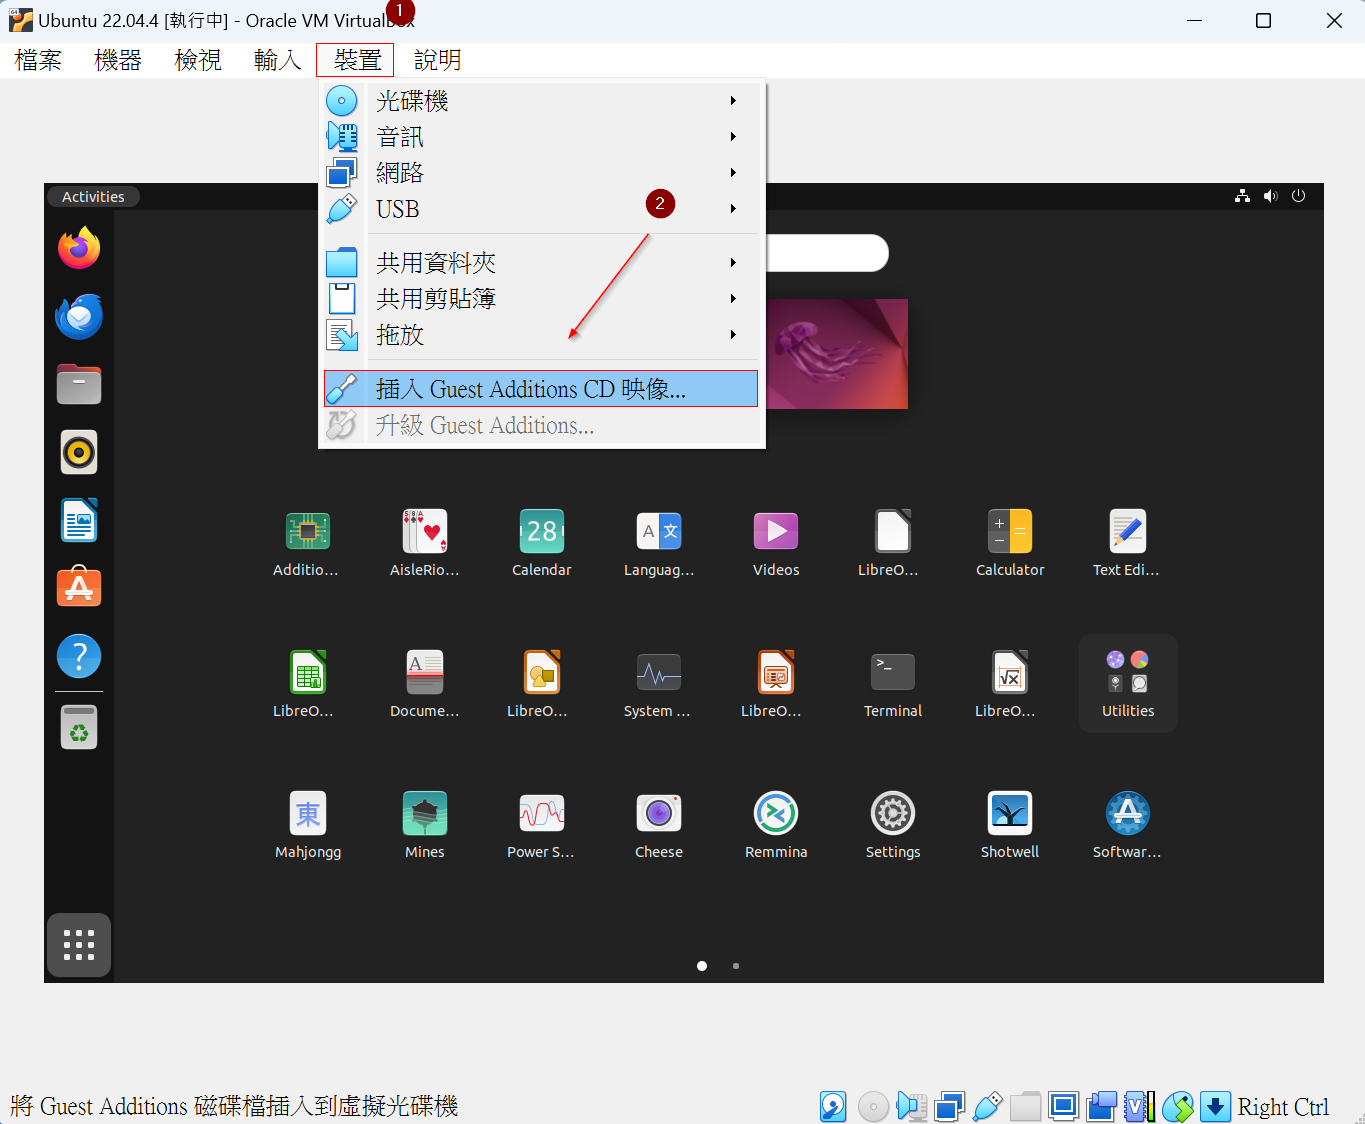 Ubuntu 22.04.4 [執行中] - Oracle VM VirtualBox
1
檔案 機器 檢視 輸入 裝置 說明
光碟機
音訊
網路
USB
2
共用資料夾
共用剪貼簿
拖放
插入 Guest Additions CD 映像...
升級 Guest Additions...
Activities
Additio... AisleRio... Calendar Languag... Videos LibreO... Calculator Text Edi...
LibreO... Docume... LibreO... System ... LibreO... Terminal LibreO... Utilities
Mahjongg Mines Power S... Cheese Remmina Settings Shotwell Softwar...
將 Guest Additions 磁碟檔插入到虛擬光碟機
Right Ctrl